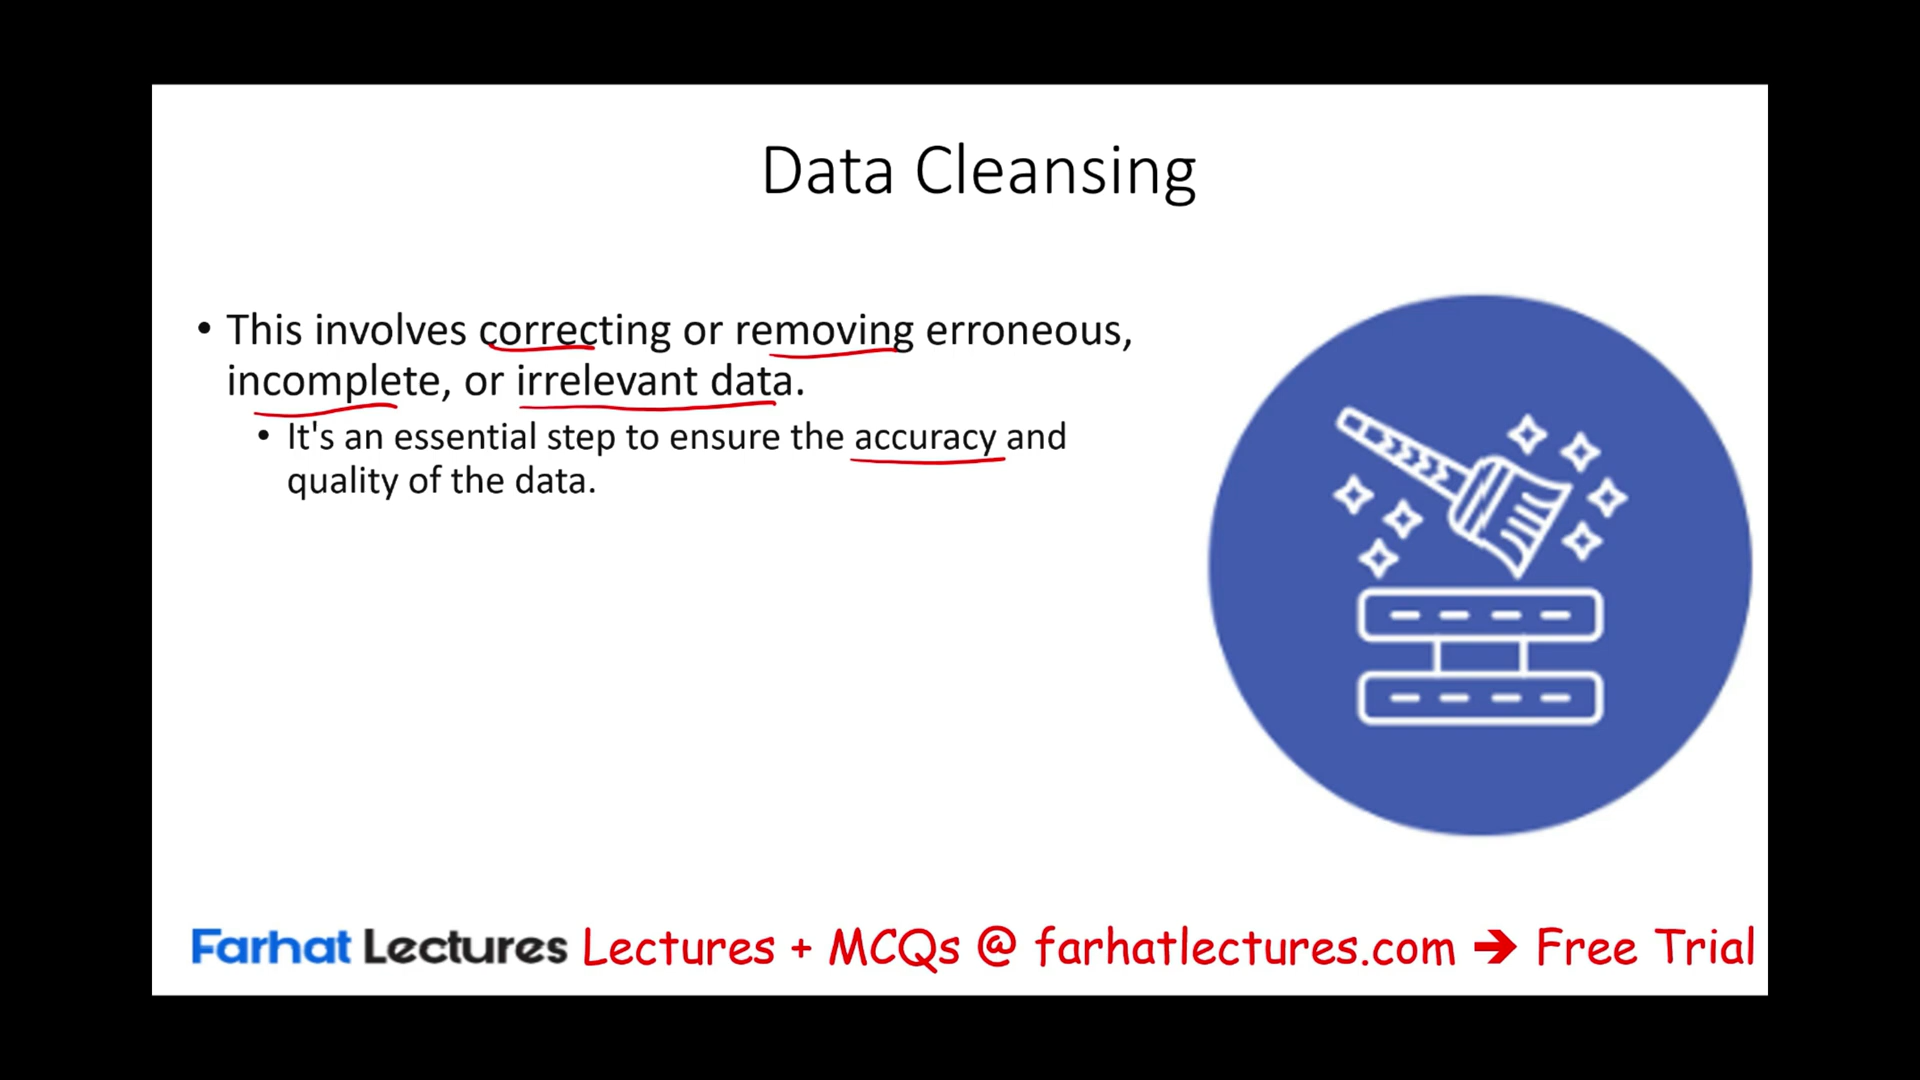 Data Cleansing
• This involves correcting or removing erroneous,
incomplete, or irrelevant data.
• It's an essential step to ensure the accuracy and
quality of the data.
Farhat Lectures Lectures + MCQs @ farhatlectures.com ➔ Free Trial